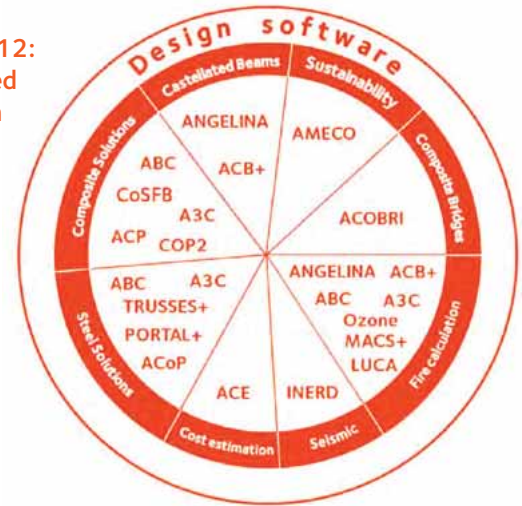 12:
ed
Design software
Castellated Beams
ANGELINA
ACB+
Sustainability
AMECO
Composite Bridges
ACOBRI
Fire calculation
ANGELINA ACB+
ABC A3C
Ozone
MACS+
LUCA
Seismic
INERD
Cost estimation
ACE
Steel Solutions
ABC A3C
TRUSSES+
PORTAL+
ACoP
Composite Solutions
ABC
CoSFB
A3C
ACP COP2